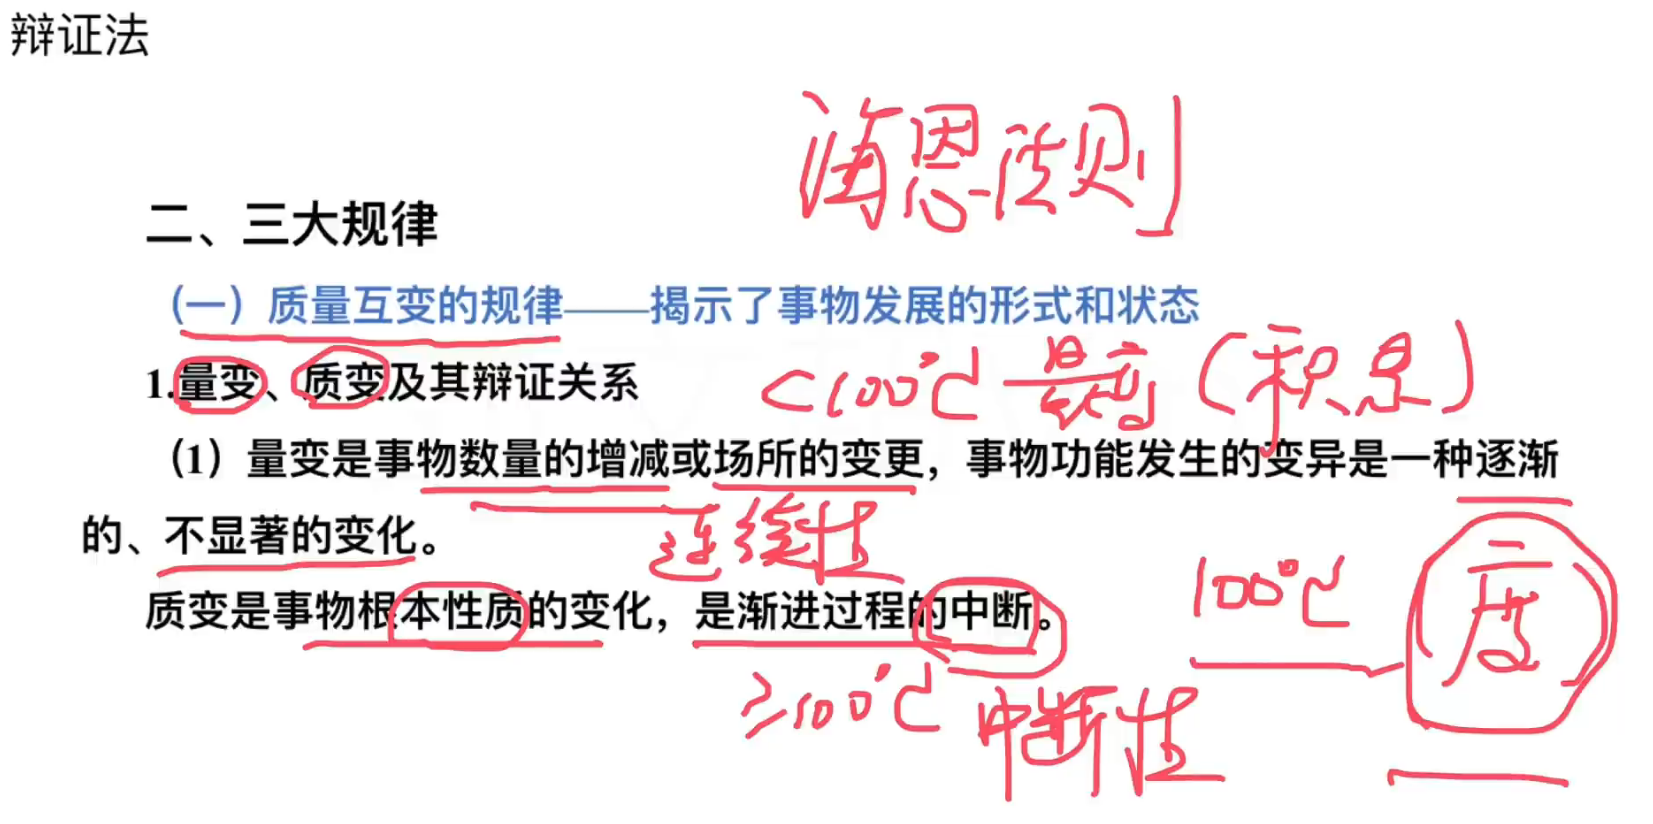 辩证法
海恩法则
二、三大规律
（一）质量互变的规律——揭示了事物发展的形式和状态
1.量变、质变及其辩证关系
<100℃ 量变（积累）
（1）量变是事物数量的增减或场所的变更，事物功能发生的变异是一种逐渐
连续性
的、不显著的变化。
100℃ 度
质变是事物根本性质的变化，是渐进过程的中断。
≥100℃ 中断性